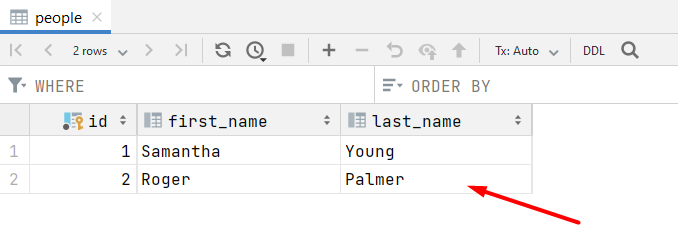 people
2 rows Tx: Auto DDL
WHERE ORDER BY
id first_name last_name
1 1 Samantha Young
2 2 Roger Palmer